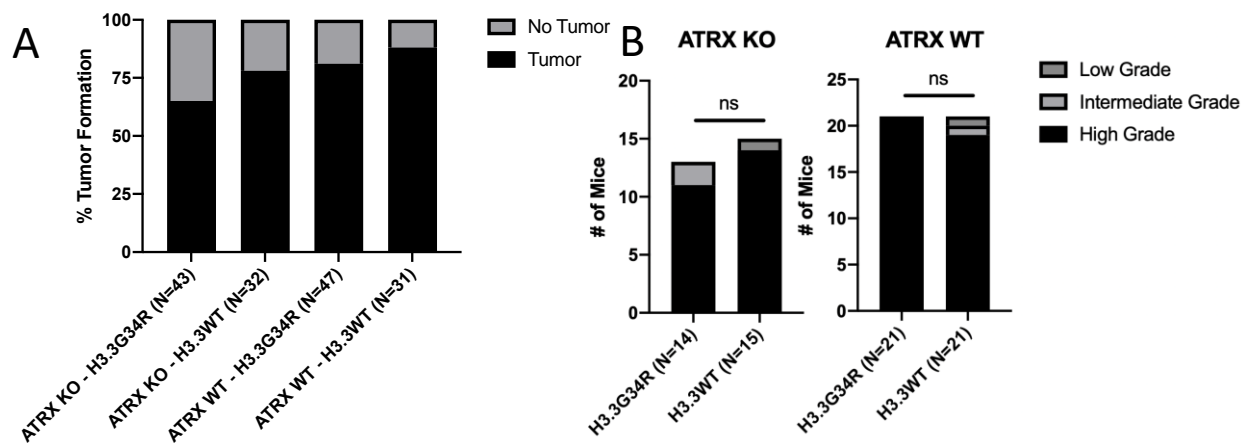 A
% Tumor Formation
100
75
50
25
0
ATRX KO - H3.3G34R (N=43)
ATRX KO - H3.3WT (N=32)
ATRX WT - H3.3G34R (N=47)
ATRX WT - H3.3WT (N=31)
No Tumor
Tumor
B
ATRX KO
# of Mice
20
15
10
5
0
ns
H3.3G34R (N=14)
H3.3WT (N=15)
ATRX WT
# of Mice
25
20
15
10
5
0
ns
H3.3G34R (N=21)
H3.3WT (N=21)
Low Grade
Intermediate Grade
High Grade